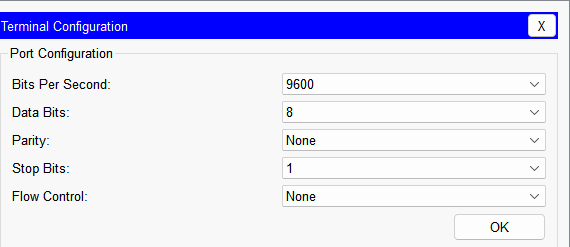 Terminal Configuration X
Port Configuration
Bits Per Second: 9600
Data Bits: 8
Parity: None
Stop Bits: 1
Flow Control: None
OK